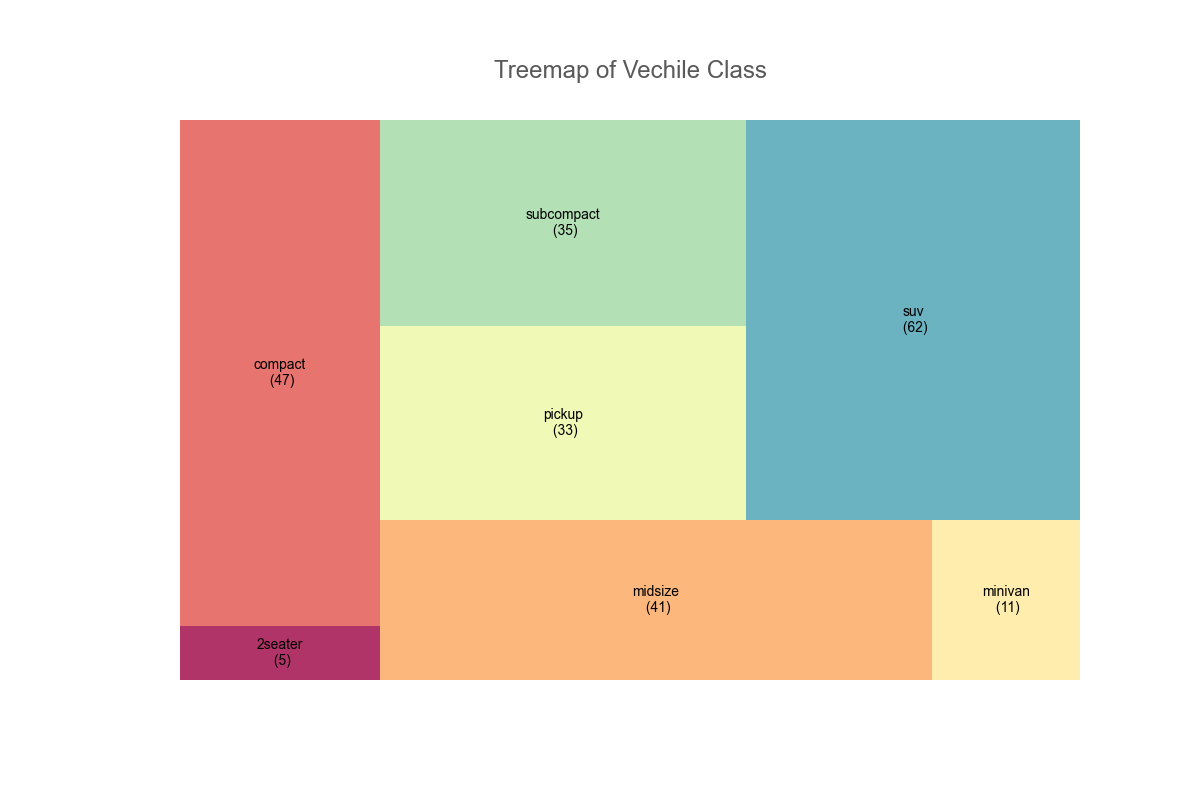 Treemap of Vechile Class
subcompact
(35)
suv
(62)
compact
(47)
pickup
(33)
midsize
(41)
minivan
(11)
2seater
(5)